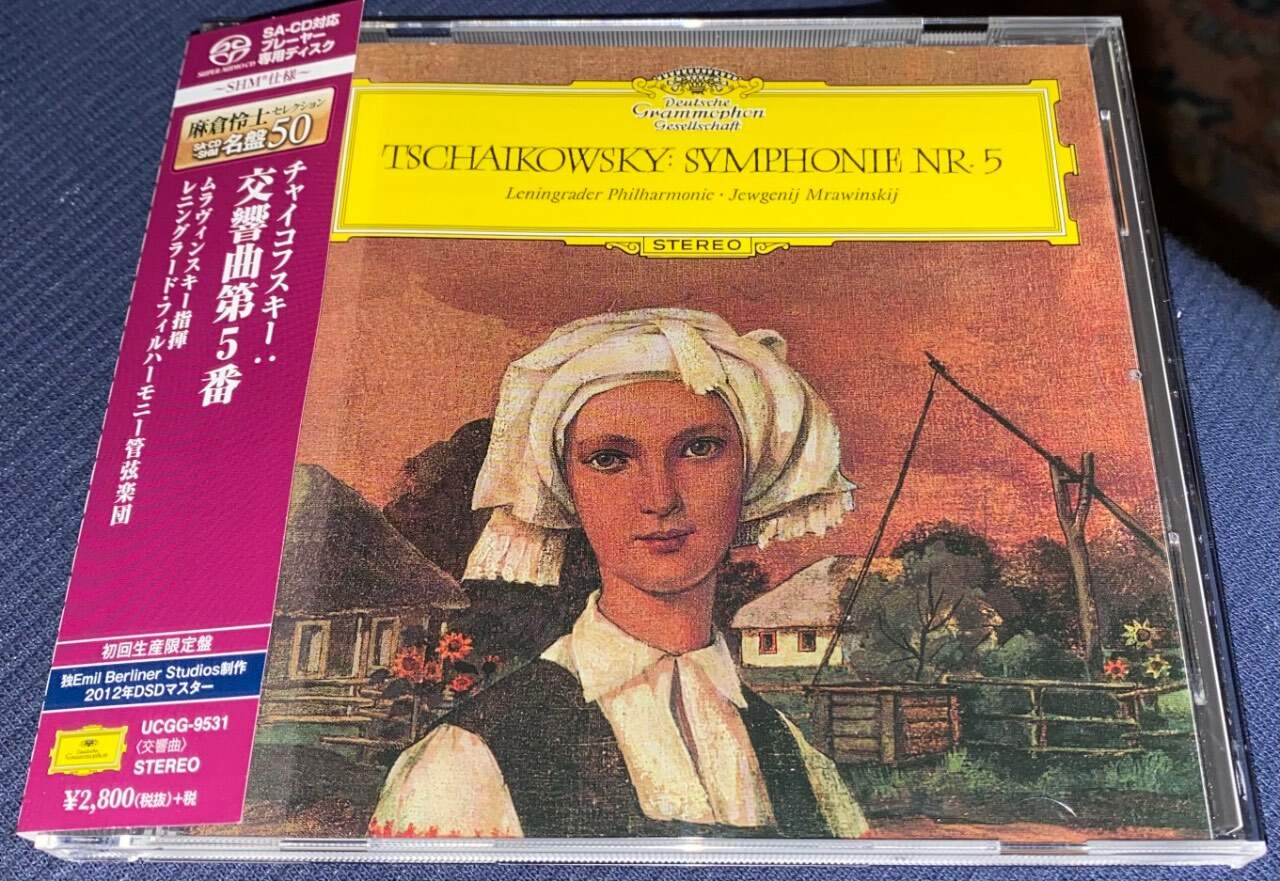 SUPER AUDIO CD
SA-CD対応
プレーヤー
専用ディスク
～SHM®仕様～
麻倉怜士セレクション
SA-CD
~SHM
名盤50
チャイコフスキー：
交響曲第5番
ムラヴィンスキー指揮
レニングラード・フィルハーモニー管弦楽団
初回生産限定盤
独Emil Berliner Studios制作
2012年DSDマスター
Deutsche
Grammophon
UCGG-9531
〈交響曲〉
STEREO
¥2,800(税抜)+税
Deutsche
Grammophon
Gesellschaft
TSCHAIKOWSKY: SYMPHONIE NR. 5
Leningrader Philharmonie · Jewgenij Mrawinskij
STEREO